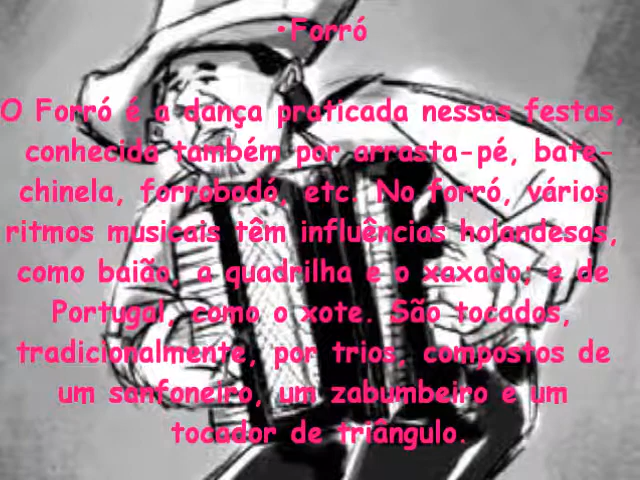 •Forró
O Forró é a dança praticada nessas festas,
conhecida também por arrasta-pé, bate-
chinela, forrobodó, etc. No forró, vários
ritmos musicais têm influências holandesas,
como baião, a quadrilha e o xaxado; e de
Portugal, como o xote. São tocados,
tradicionalmente, por trios, compostos de
um sanfoneiro, um zabumbeiro e um
tocador de triângulo.